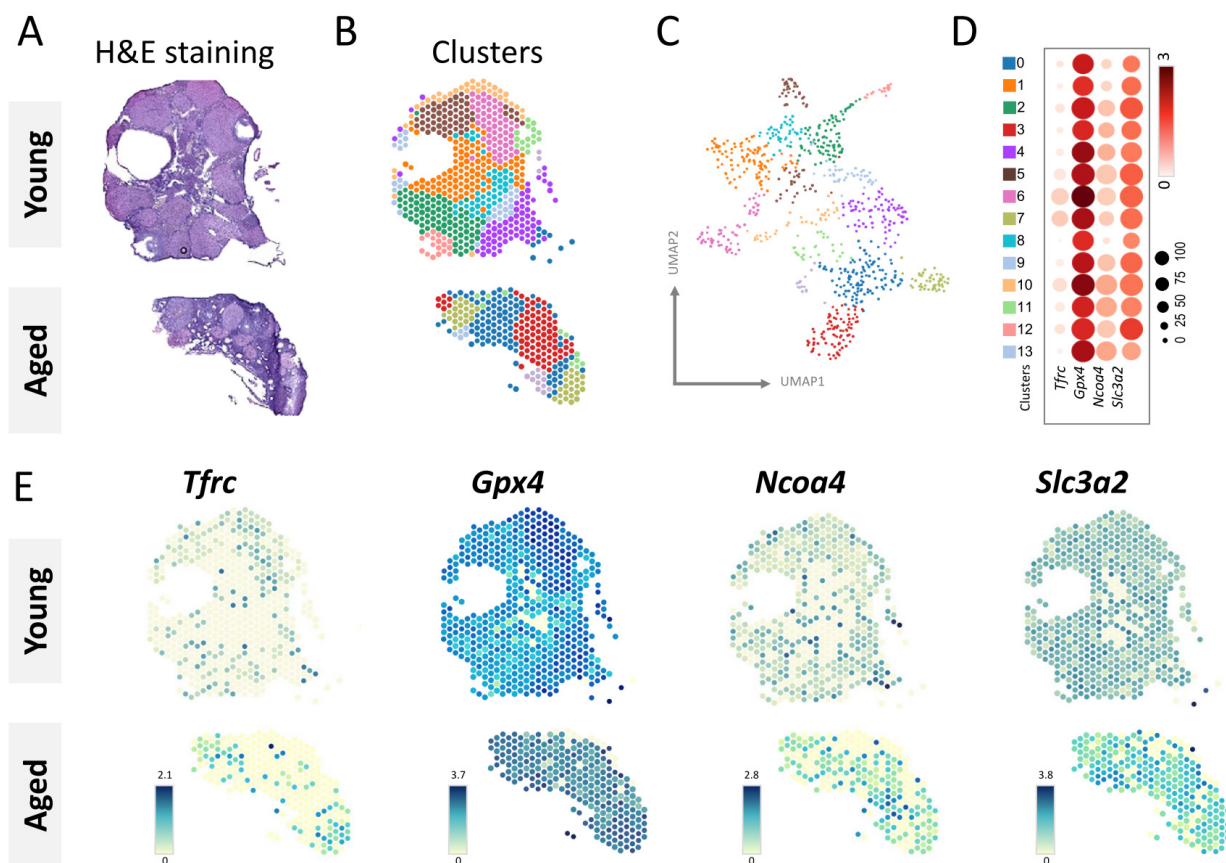 A
H&E staining
B
Clusters
C
D
Young
Aged
UMAP2
UMAP1
0
1
2
3
4
5
6
7
8
9
10
11
12
13
Clusters
Tfrc
Gpx4
Ncoa4
Slc3a2
3
0
100
75
50
25
0
E
Tfrc
Gpx4
Ncoa4
Slc3a2
Young
Aged
2.1
0
3.7
0
2.8
0
3.8
0